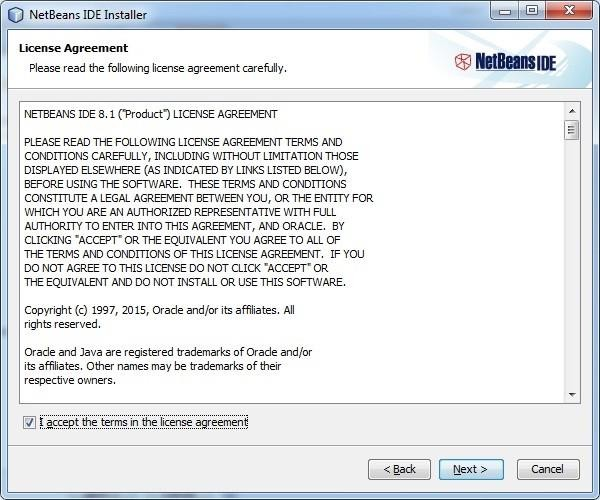 NetBeans IDE Installer
License Agreement
Please read the following license agreement carefully.
NetBeans IDE
NETBEANS IDE 8.1 ("Product") LICENSE AGREEMENT
PLEASE READ THE FOLLOWING LICENSE AGREEMENT TERMS AND
CONDITIONS CAREFULLY, INCLUDING WITHOUT LIMITATION THOSE
DISPLAYED ELSEWHERE (AS INDICATED BY LINKS LISTED BELOW),
BEFORE USING THE SOFTWARE.  THESE TERMS AND CONDITIONS
CONSTITUTE A LEGAL AGREEMENT BETWEEN YOU, OR THE ENTITY FOR
WHICH YOU ARE AN AUTHORIZED REPRESENTATIVE WITH FULL
AUTHORITY TO ENTER INTO THIS AGREEMENT, AND ORACLE.  BY
CLICKING "ACCEPT" OR THE EQUIVALENT YOU AGREE TO ALL OF
THE TERMS AND CONDITIONS OF THIS LICENSE AGREEMENT.  IF YOU
DO NOT AGREE TO THIS LICENSE DO NOT CLICK "ACCEPT" OR
THE EQUIVALENT AND DO NOT INSTALL OR USE THIS SOFTWARE.
Copyright (c) 1997, 2015, Oracle and/or its affiliates. All
rights reserved.
Oracle and Java are registered trademarks of Oracle and/or
its affiliates. Other names may be trademarks of their
respective owners.
I accept the terms in the license agreement
< Back
Next >
Cancel